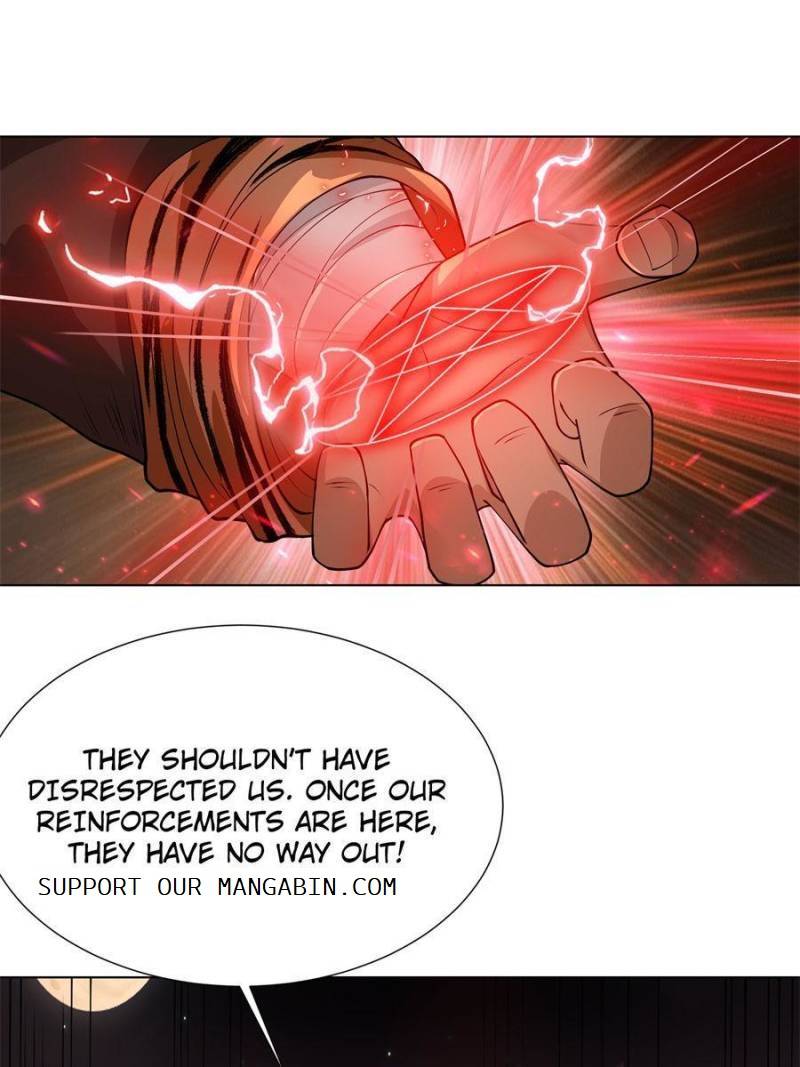 THEY SHOULDN'T HAVE
DISRESPECTED US. ONCE OUR
REINFORCEMENTS ARE HERE,
THEY HAVE NO WAY OUT!
SUPPORT OUR MANGABIN.COM